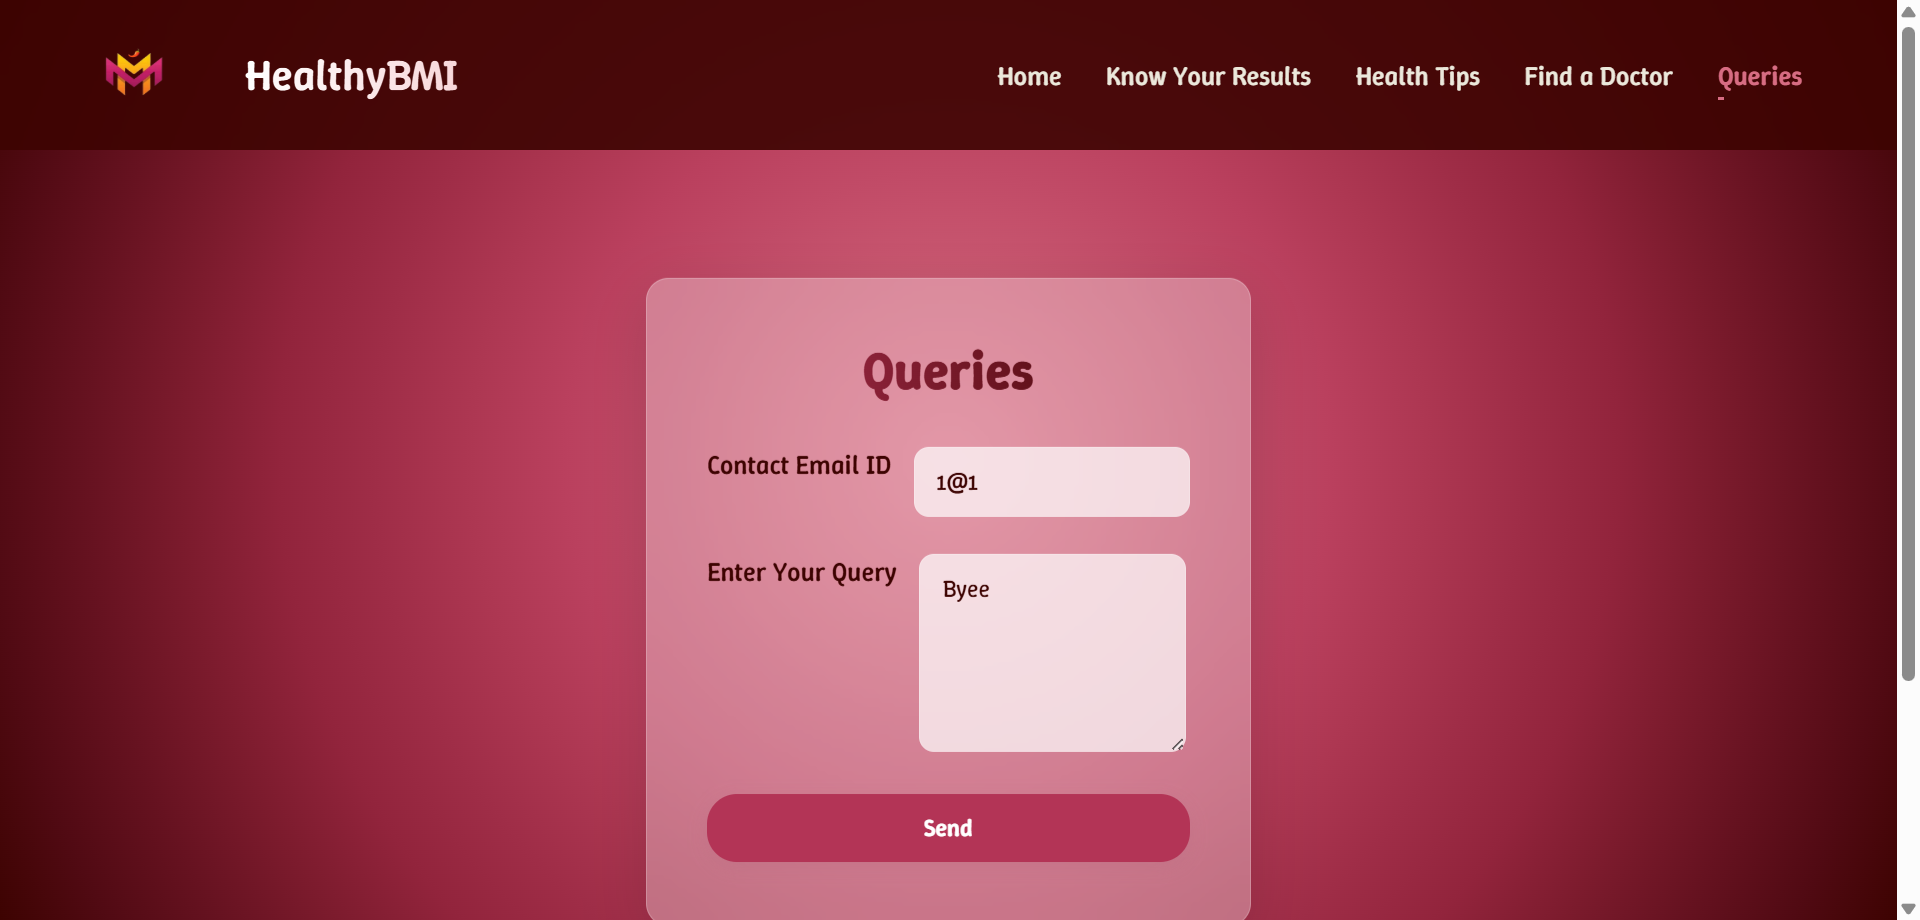 HealthyBMI
Home Know Your Results Health Tips Find a Doctor Queries
Queries
Contact Email ID
1@1
Enter Your Query
Byee
Send